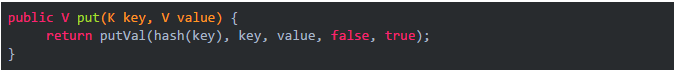 public V put(K key, V value) {
     return putVal(hash(key), key, value, false, true);
}